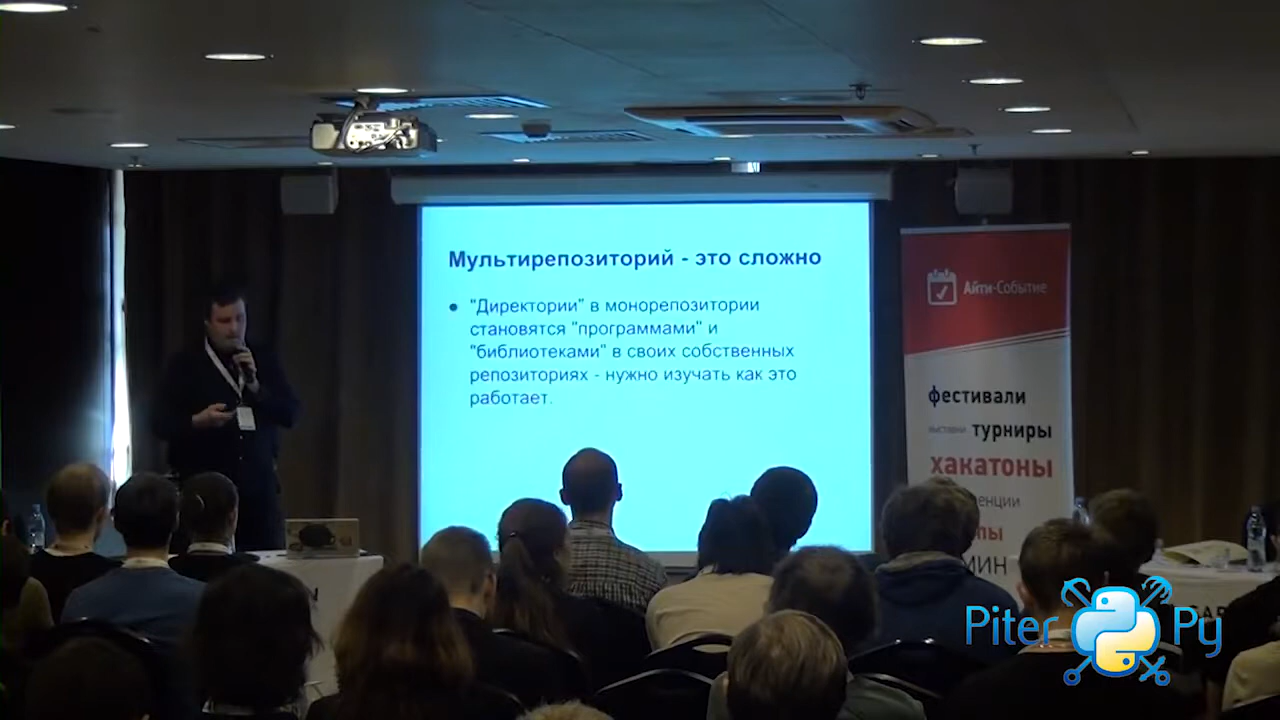 Мультирепозиторий - это сложно
● "Директории" в монорепозитории
становятся "программами" и
"библиотеками" в своих собственных
репозиториях - нужно изучать как это
работает.
Айти-Событие
фестивали
выставки турниры
хакатоны
Piter Py